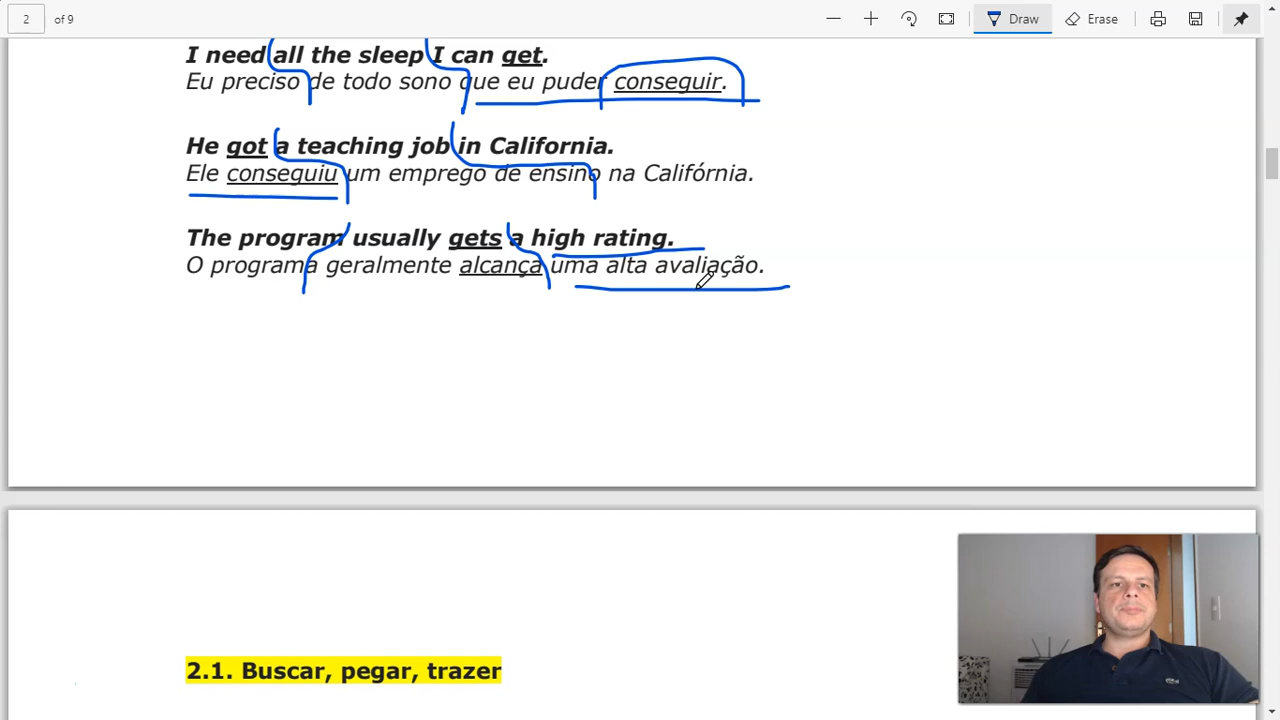 2 of 9 Draw Erase
I need all the sleep I can get.
Eu preciso de todo sono que eu puder conseguir.
He got a teaching job in California.
Ele conseguiu um emprego de ensino na Califórnia.
The program usually gets a high rating.
O programa geralmente alcança uma alta avaliação.
2.1. Buscar, pegar, trazer